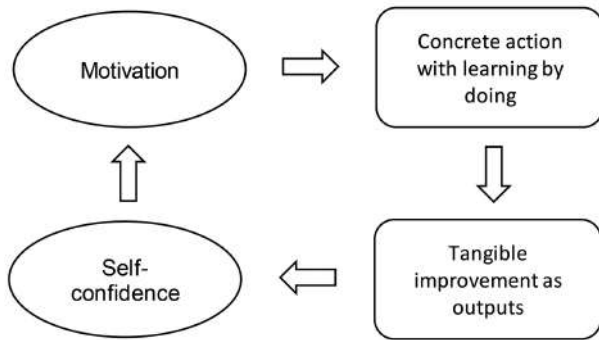 Motivation
Concrete action
with learning by
doing
Self-
confidence
Tangible
improvement as
outputs